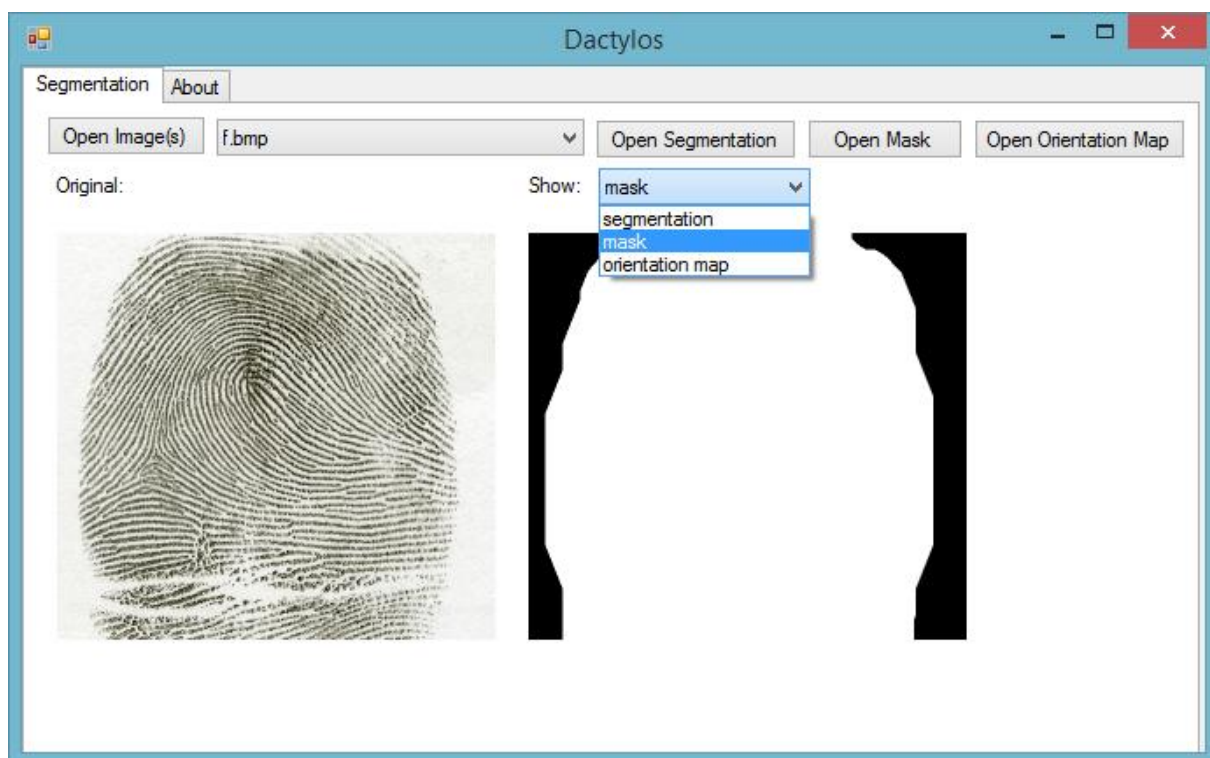 Dactylos
Segmentation About
Open Image(s) f.bmp Open Segmentation Open Mask Open Orientation Map
Original: Show: mask
segmentation
mask
orientation map